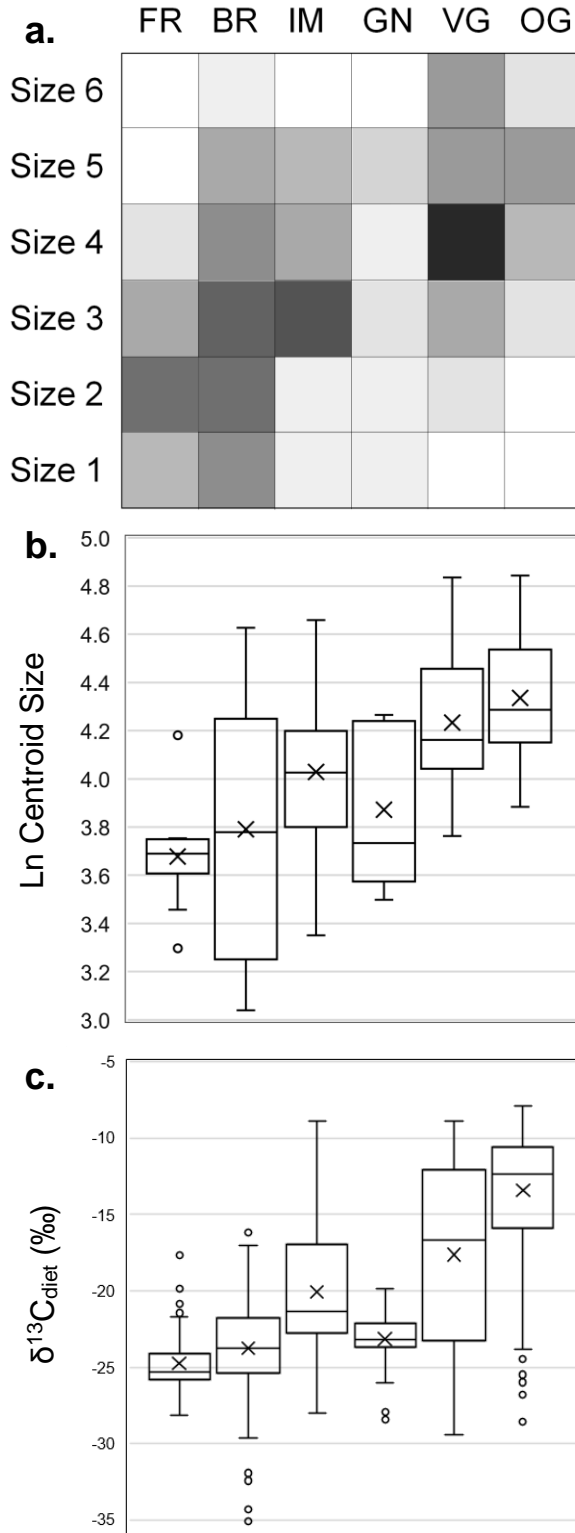 a. FR BR IM GN VG OG
Size 6
Size 5
Size 4
Size 3
Size 2
Size 1
b.
5.0
4.8
4.6
4.4
4.2
4.0
3.8
3.6
3.4
3.2
3.0
Ln Centroid Size
c.
-5
-10
-15
-20
-25
-30
-35
δ¹³C_diet (‰)